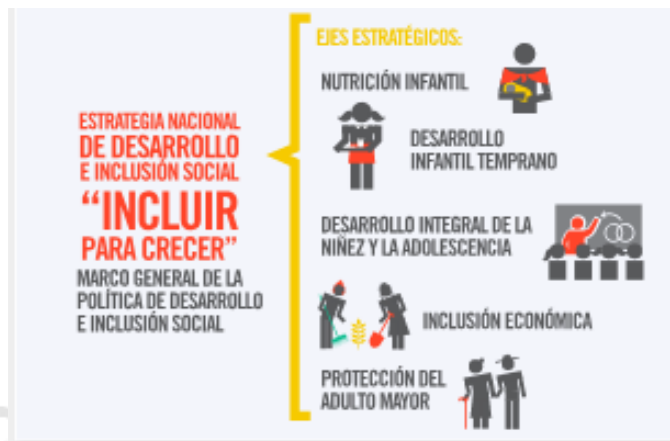 ESTRATEGIA NACIONAL
DE DESARROLLO
E INCLUSIÓN SOCIAL
“INCLUIR
PARA CRECER”
MARCO GENERAL DE LA
POLÍTICA DE DESARROLLO
E INCLUSIÓN SOCIAL
EJES ESTRATÉGICOS:
NUTRICIÓN INFANTIL
DESARROLLO
INFANTIL TEMPRANO
DESARROLLO INTEGRAL DE LA
NIÑEZ Y LA ADOLESCENCIA
INCLUSIÓN ECONÓMICA
PROTECCIÓN DEL
ADULTO MAYOR